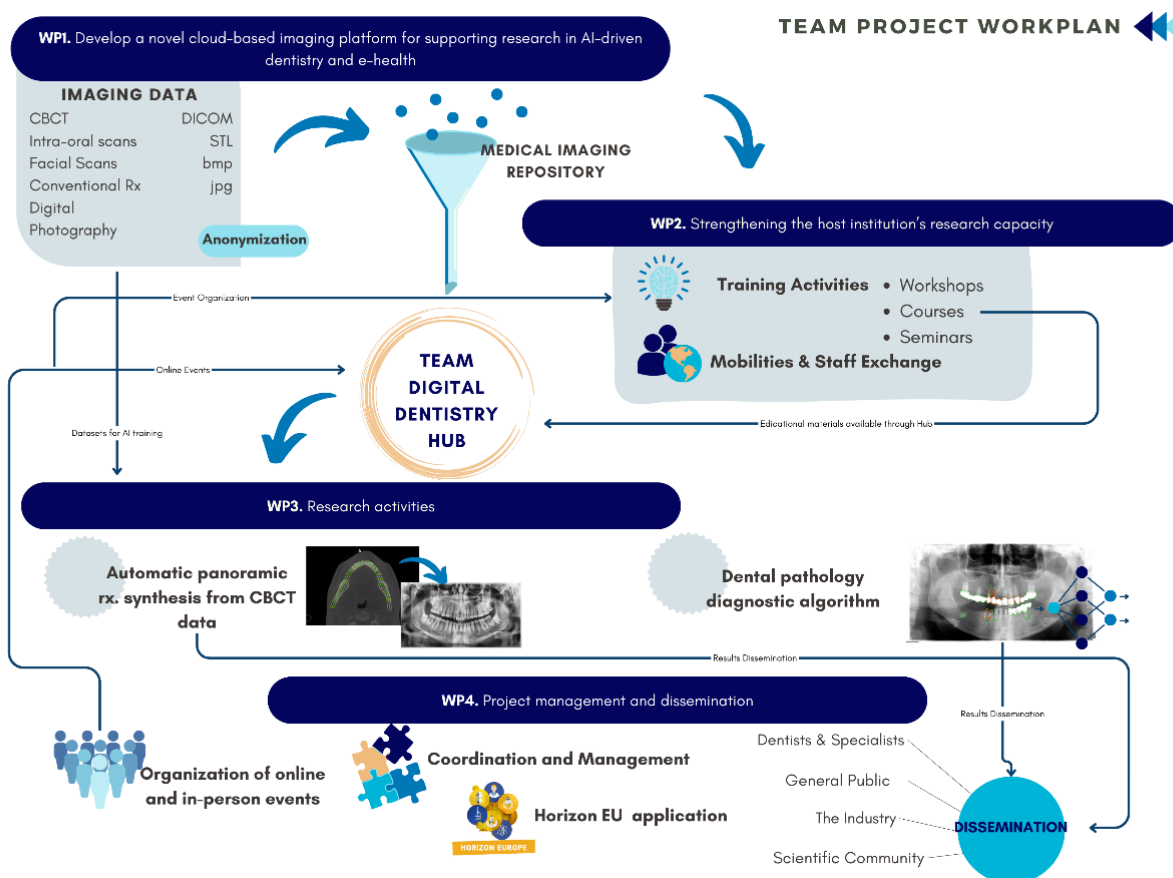 TEAM PROJECT WORKPLAN
WP1. Develop a novel cloud-based imaging platform for supporting research in AI-driven
dentistry and e-health
IMAGING DATA
CBCT DICOM
Intra-oral scans STL
Facial Scans bmp
Conventional Rx jpg
Digital
Photography
Anonymization
MEDICAL IMAGING
REPOSITORY
WP2. Strengthening the host institution's research capacity
Training Activities
• Workshops
• Courses
• Seminars
Mobilities & Staff Exchange
Event Organization
Online Events
TEAM
DIGITAL
DENTISTRY
HUB
Datasets for AI training
Edicational materials available through Hub
WP3. Research activities
Automatic panoramic
rx. synthesis from CBCT
data
Dental pathology
diagnostic algorithm
Results Dissemination
WP4. Project management and dissemination
Results Dissemination
Organization of online
and in-person events
Coordination and Management
Horizon EU application
HORIZON EUROPE
Dentists & Specialists
General Public
The Industry
Scientific Community
DISSEMINATION